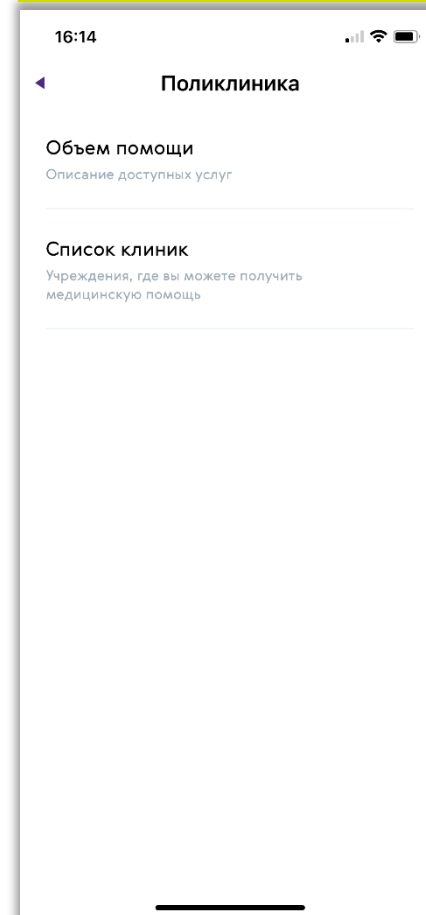 16:14
Поликлиника
Объем помощи
Описание доступных услуг
Список клиник
Учреждения, где вы можете получить
медицинскую помощь